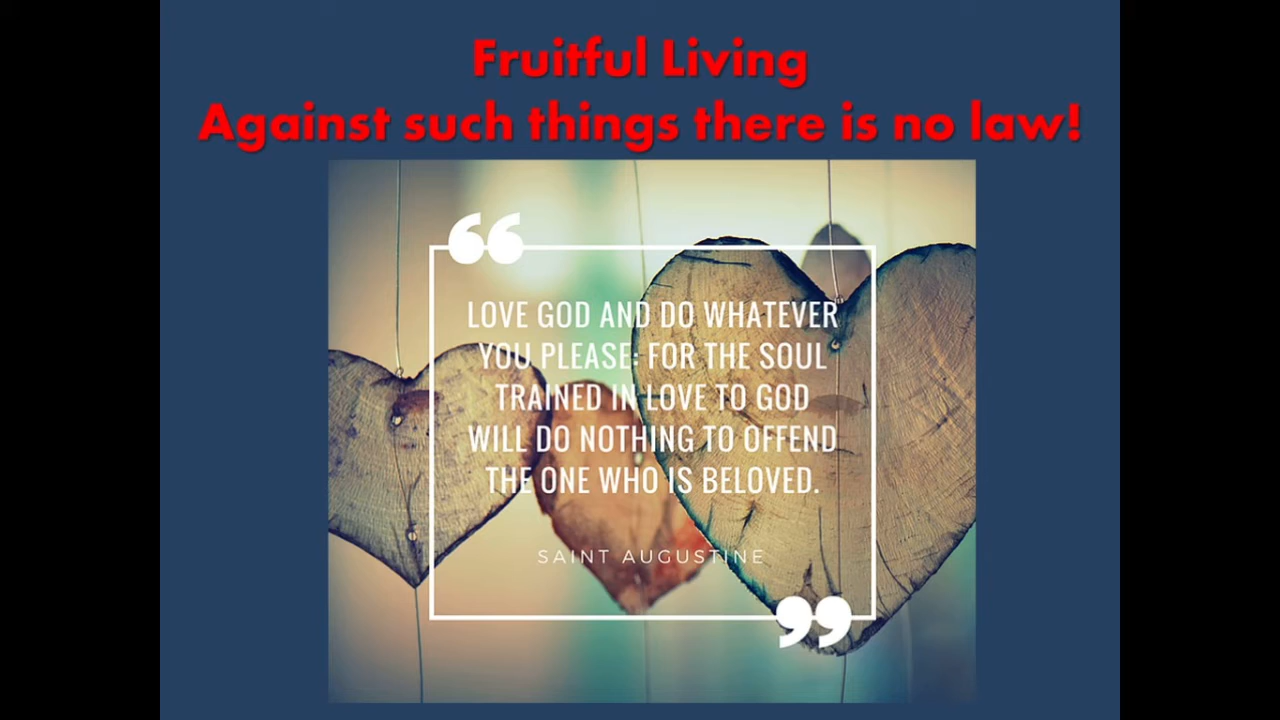 Fruitful Living
Against such things there is no law!
“
LOVE GOD AND DO WHATEVER
YOU PLEASE: FOR THE SOUL
TRAINED IN LOVE TO GOD
WILL DO NOTHING TO OFFEND
THE ONE WHO IS BELOVED.
SAINT AUGUSTINE
”